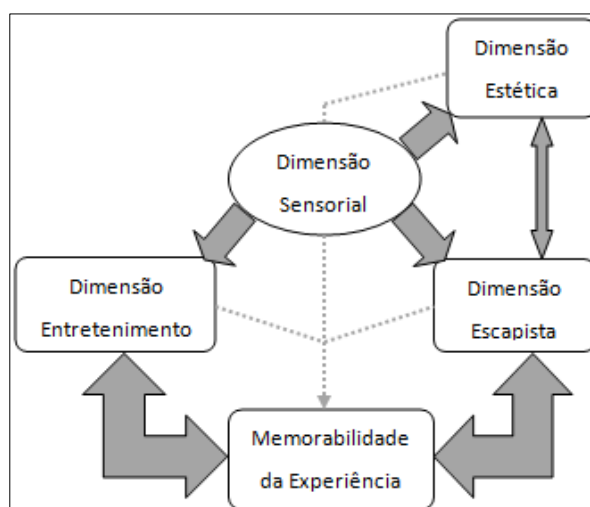 Dimensão
Estética
Dimensão
Sensorial
Dimensão
Entretenimento
Dimensão
Escapista
Memorabilidade
da Experiência